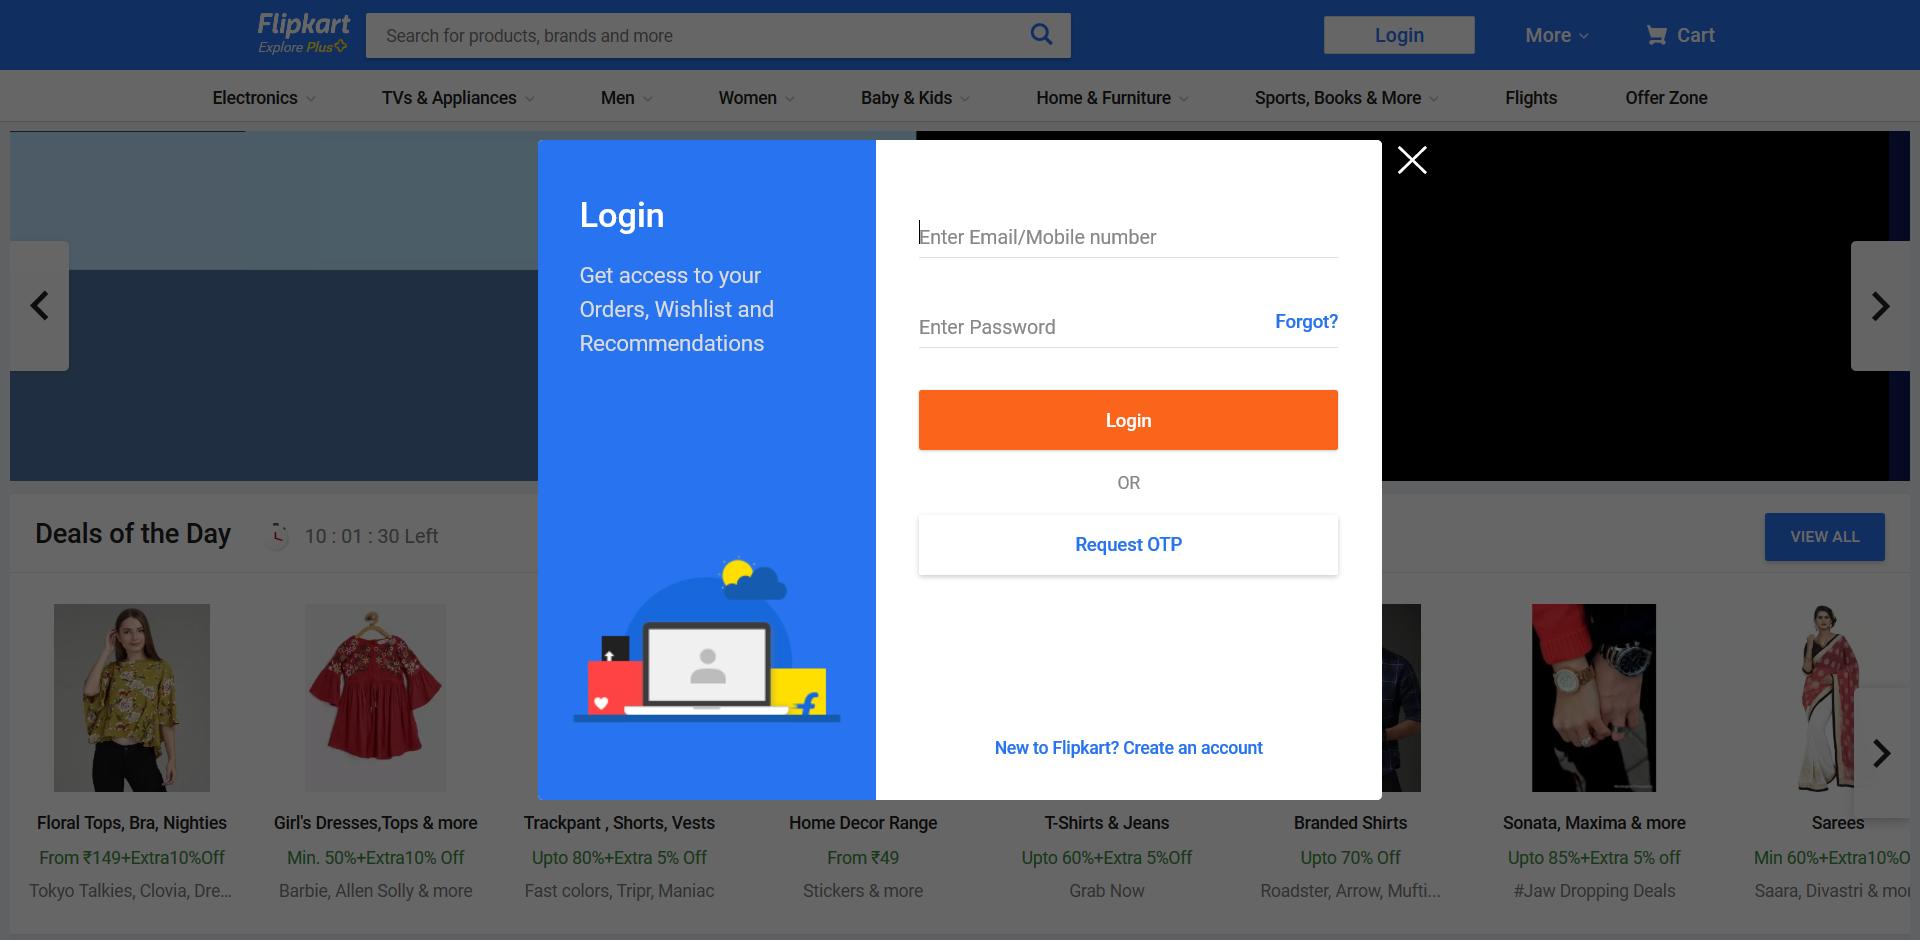 Flipkart
Explore Plus
Search for products, brands and more
Login
More
Cart
Electronics
TVs & Appliances
Men
Women
Baby & Kids
Home & Furniture
Sports, Books & More
Flights
Offer Zone
Login
Get access to your
Orders, Wishlist and
Recommendations
Enter Email/Mobile number
Enter Password
Forgot?
Login
OR
Request OTP
New to Flipkart? Create an account
Deals of the Day
10 : 01 : 30 Left
VIEW ALL
Floral Tops, Bra, Nighties
From ₹149+Extra10%Off
Tokyo Talkies, Clovia, Dre...
Girl's Dresses,Tops & more
Min. 50%+Extra10% Off
Barbie, Allen Solly & more
Trackpant , Shorts, Vests
Upto 80%+Extra 5% Off
Fast colors, Tripr, Maniac
Home Decor Range
From ₹49
Stickers & more
T-Shirts & Jeans
Upto 60%+Extra 5%Off
Grab Now
Branded Shirts
Upto 70% Off
Roadster, Arrow, Mufti...
Sonata, Maxima & more
Upto 85%+Extra 5% off
#Jaw Dropping Deals
Sarees
Min 60%+Extra10%O
Saara, Divastri & mor